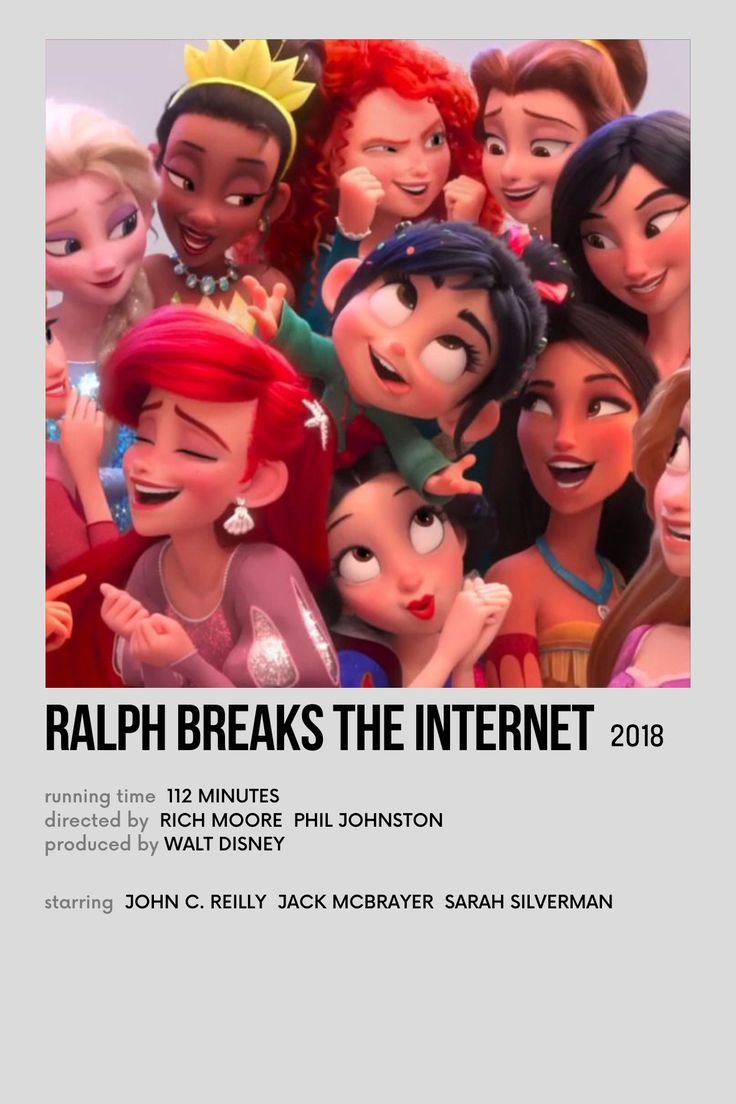 RALPH BREAKS THE INTERNET 2018
running time 112 MINUTES
directed by RICH MOORE PHIL JOHNSTON
produced by WALT DISNEY
starring JOHN C. REILLY JACK MCBRAYER SARAH SILVERMAN